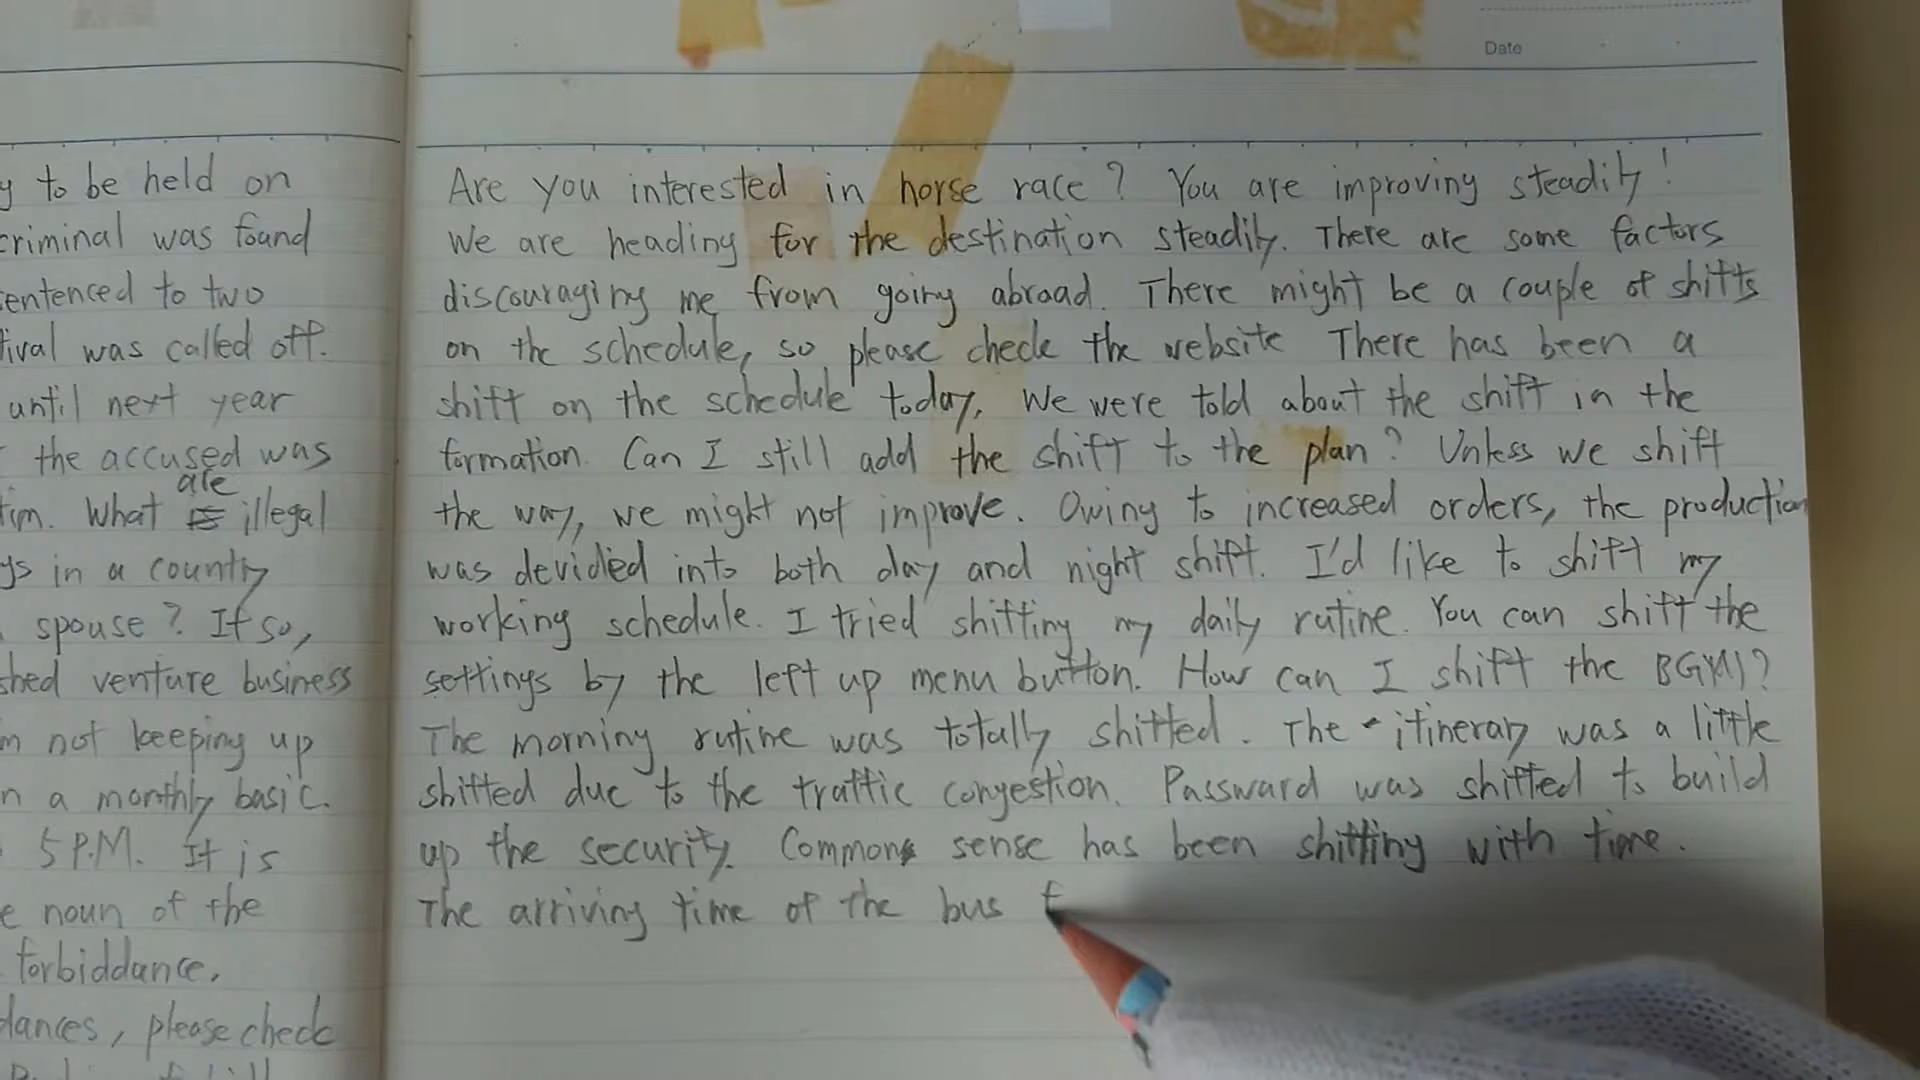 Date
y to be held on
criminal was found
sentenced to two
tival was called off.
until next year
the accused was
are
tim. What is illegal
ys in a country
spouse? If so,
shed venture business
m not keeping up
n a monthly basic.
5 P.M. It is
e noun of the
forbiddance.
dances, please check
Are you interested in horse race? You are improving steadily!
We are heading for the destination steadily. There are some factors
discouraging me from going abroad. There might be a couple of shifts
on the schedule, so please check the website There has been a
shift on the schedule today. We were told about the shift in the
formation. Can I still add the shift to the plan? Unless we shift
the way, we might not improve. Owing to increased orders, the production
was devided into both day and night shift. I'd like to shift my
working schedule. I tried shifting my daily rutine. You can shift the
settings by the left up menu button. How can I shift the BGM?
The morning rutine was totally shifted. The itinerary was a little
shifted due to the traffic congestion. Passward was shifted to build
up the security. Common sense has been shifting with time.
The arriving time of the bus f